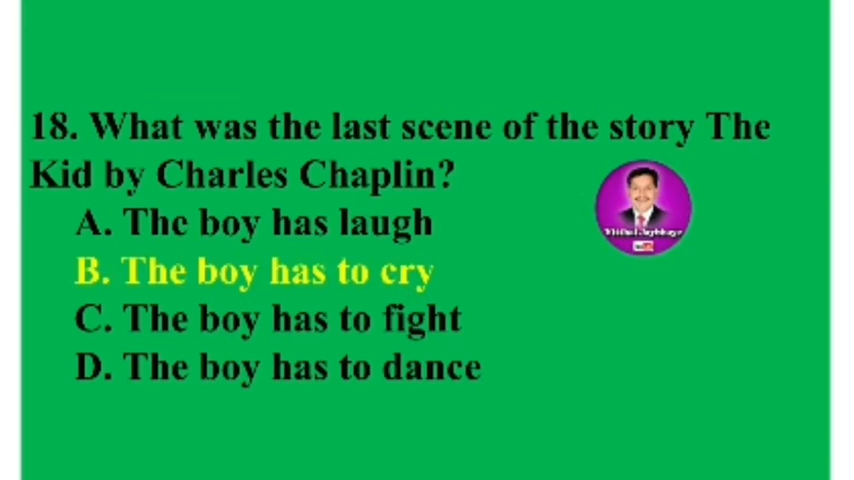 18. What was the last scene of the story The
Kid by Charles Chaplin?
A. The boy has laugh
B. The boy has to cry
C. The boy has to fight
D. The boy has to dance